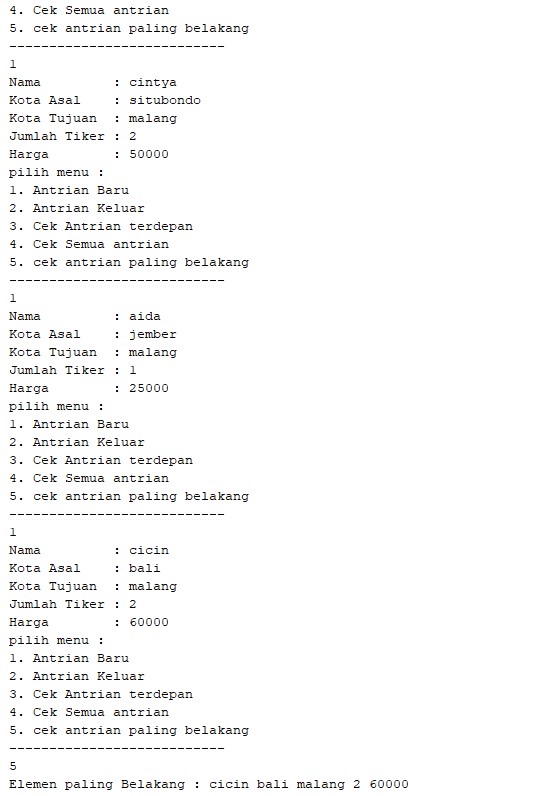 4. Cek Semua antrian
5. cek antrian paling belakang
---------------------------
1
Nama         : cintya
Kota Asal    : situbondo
Kota Tujuan  : malang
Jumlah Tiker : 2
Harga        : 50000
pilih menu :
1. Antrian Baru
2. Antrian Keluar
3. Cek Antrian terdepan
4. Cek Semua antrian
5. cek antrian paling belakang
---------------------------
1
Nama         : aida
Kota Asal    : jember
Kota Tujuan  : malang
Jumlah Tiker : 1
Harga        : 25000
pilih menu :
1. Antrian Baru
2. Antrian Keluar
3. Cek Antrian terdepan
4. Cek Semua antrian
5. cek antrian paling belakang
---------------------------
1
Nama         : cicin
Kota Asal    : bali
Kota Tujuan  : malang
Jumlah Tiker : 2
Harga        : 60000
pilih menu :
1. Antrian Baru
2. Antrian Keluar
3. Cek Antrian terdepan
4. Cek Semua antrian
5. cek antrian paling belakang
---------------------------
5
Elemen paling Belakang : cicin bali malang 2 60000